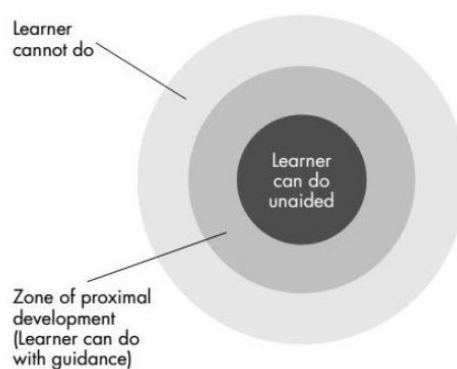 Learner
cannot do
Learner
can do
unaided
Zone of proximal
development
(Learner can do
with guidance)